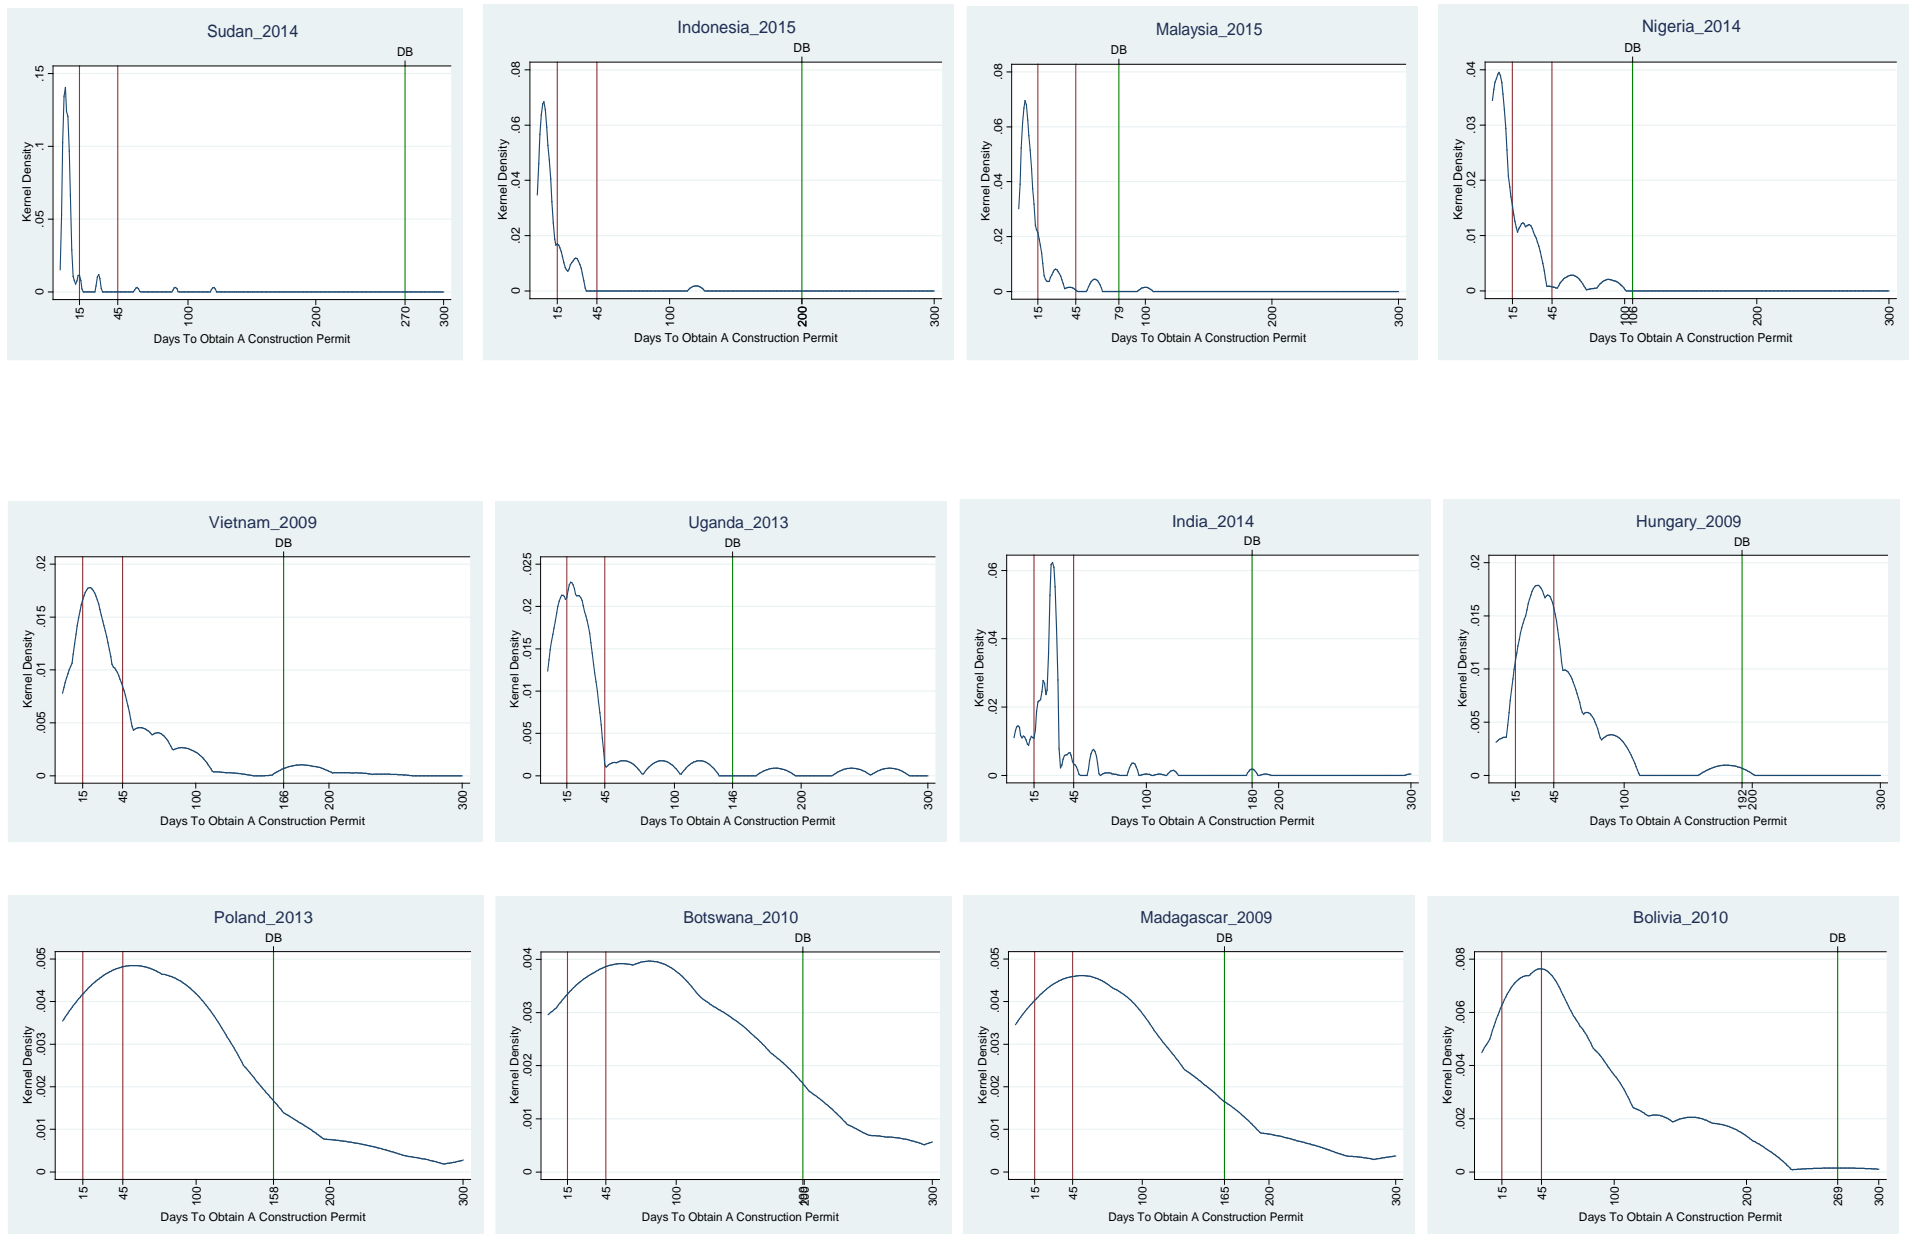 Sudan_2014
DB
Kernel Density
0 .05 .1 .15
15 45 100 200 270 300
Days To Obtain A Construction Permit
Indonesia_2015
DB
Kernel Density
0 .02 .04 .06 .08
15 45 100 200 300
Days To Obtain A Construction Permit
Malaysia_2015
DB
Kernel Density
0 .02 .04 .06 .08
15 45 79 100 200 300
Days To Obtain A Construction Permit
Nigeria_2014
DB
Kernel Density
0 .01 .02 .03 .04
15 45 100 106 200 300
Days To Obtain A Construction Permit
Vietnam_2009
DB
Kernel Density
0 .005 .01 .015 .02
15 45 100 166 200 300
Days To Obtain A Construction Permit
Uganda_2013
DB
Kernel Density
0 .005 .01 .015 .02 .025
15 45 100 146 200 300
Days To Obtain A Construction Permit
India_2014
DB
Kernel Density
0 .02 .04 .06
15 45 100 180 200 300
Days To Obtain A Construction Permit
Hungary_2009
DB
Kernel Density
0 .005 .01 .015 .02
15 45 100 192 200 300
Days To Obtain A Construction Permit
Poland_2013
DB
Kernel Density
0 .001 .002 .003 .004 .005
15 45 100 158 200 300
Days To Obtain A Construction Permit
Botswana_2010
DB
Kernel Density
0 .001 .002 .003 .004
15 45 100 300
Days To Obtain A Construction Permit
Madagascar_2009
DB
Kernel Density
0 .001 .002 .003 .004 .005
15 45 100 165 200 300
Days To Obtain A Construction Permit
Bolivia_2010
DB
Kernel Density
0 .002 .004 .006 .008
15 45 100 200 269 300
Days To Obtain A Construction Permit